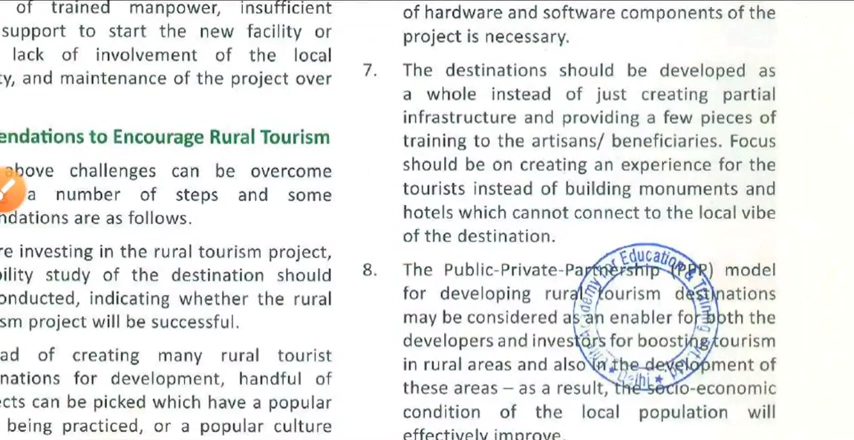 of trained manpower, insufficient
support to start the new facility or
lack of involvement of the local
and maintenance of the project over
to Encourage Rural Tourism
above challenges can be overcome
a number of steps and some
are as follows.
investing in the rural tourism project,
study of the destination should
indicating whether the rural
project will be successful.
of creating many rural tourist
for development, handful of
can be picked which have a popular
being practiced, or a popular culture
of hardware and software components of the
project is necessary.
7. The destinations should be developed as
a whole instead of just creating partial
infrastructure and providing a few pieces of
training to the artisans/ beneficiaries. Focus
should be on creating an experience for the
tourists instead of building monuments and
hotels which cannot connect to the local vibe
of the destination.
8. The Public-Private-Partnership (PPP) model
for developing rural tourism destinations
may be considered as an enabler for both the
developers and investors for boosting tourism
in rural areas and also in the development of
these areas – as a result, the socio-economic
condition of the local population will
effectively improve.
Academy for Education & Training Pvt. Ltd.
Delhi